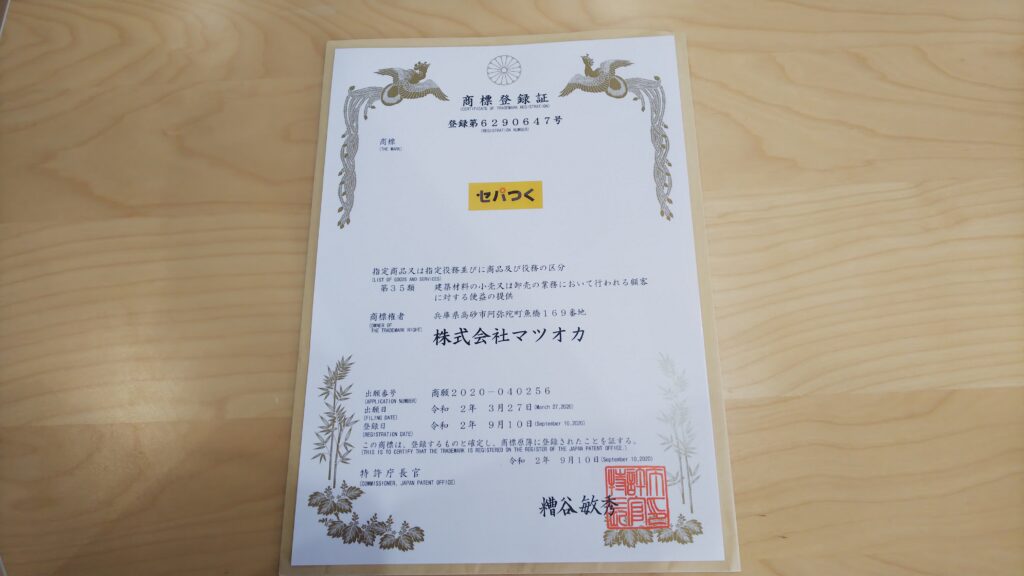 商標登録証
(CERTIFICATE OF TRADEMARK REGISTRATION)
登録第6290647号
(REGISTRATION NUMBER)
商標
(THE MARK)
セパつく
指定商品又は指定役務並びに商品及び役務の区分
(LIST OF GOODS AND SERVICES)
第35類 建築材料の小売又は卸売の業務において行われる顧客
に対する便益の提供
商標権者 兵庫県高砂市阿弥陀町魚橋169番地
(OWNER OF THE TRADEMARK RIGHT)
株式会社マツオカ
出願番号 商願2020-040256
(APPLICATION NUMBER)
出願日 令和 2年 3月27日(March 27,2020)
(FILING DATE)
登録日 令和 2年 9月10日(September 10,2020)
(REGISTRATION DATE)
この商標は、登録するものと確定し、商標原簿に登録されたことを証する。
(THIS IS TO CERTIFY THAT THE TRADEMARK IS REGISTERED ON THE REGISTER OF THE JAPAN PATENT OFFICE.)
令和 2年 9月10日(September 10,2020)
特許庁長官
(COMMISSIONER, JAPAN PATENT OFFICE)
糟谷敏秀
特許庁長官之印